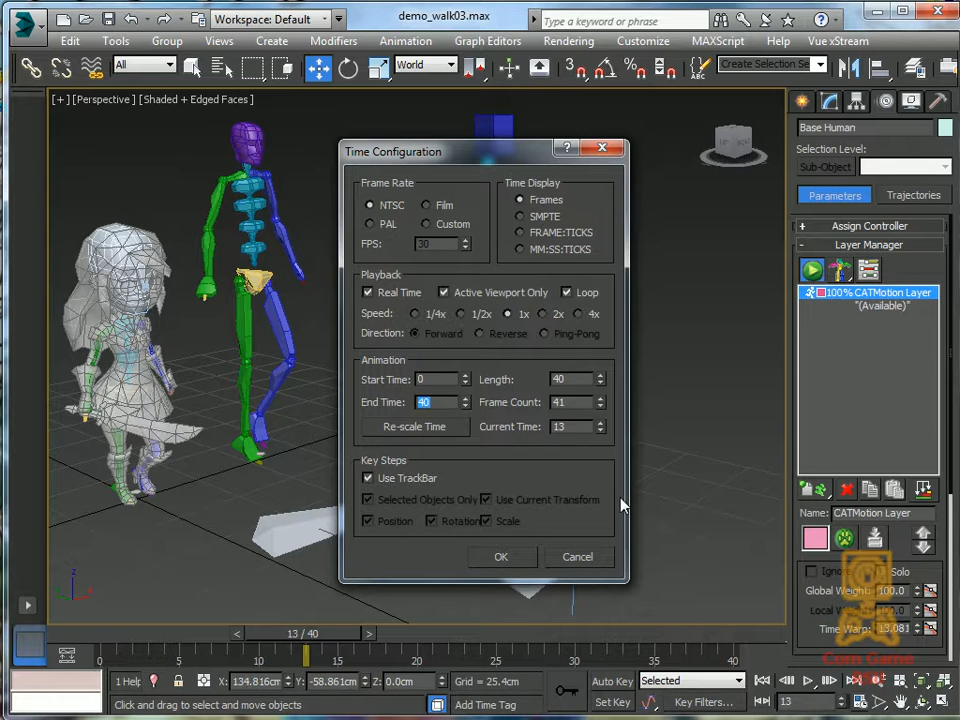 Workspace: Default
demo_walk03.max
Type a keyword or phrase
Edit Tools Group Views Create Modifiers Animation Graph Editors Rendering Customize MAXScript Help Vue xStream
All
World
3
Create Selection Se
[+] [Perspective] [Shaded + Edged Faces]
Time Configuration
Frame Rate
NTSC Film
PAL Custom
FPS: 30
Time Display
Frames
SMPTE
FRAME:TICKS
MM:SS:TICKS
Playback
Real Time Active Viewport Only Loop
Speed: 1/4x 1/2x 1x 2x 4x
Direction: Forward Reverse Ping-Pong
Animation
Start Time: 0 Length: 40
End Time: 40 Frame Count: 41
Re-scale Time Current Time: 13
Key Steps
Use TrackBar
Selected Objects Only Use Current Transform
Position Rotation Scale
OK Cancel
Base Human
Selection Level:
Sub-Object
Parameters Trajectories
+ Assign Controller
- Layer Manager
100% CATMotion Layer
"(Available)"
Name: CATMotion Layer
Ignore Solo
Global Weight: 100.0
Local Weight: 100.0
Time Warp: 13.081
Com Game
13 / 40
0 5 10 15 20 25 30 35 40
1 Help X: 134.816cm Y: -58.861cm Z: 0.0cm Grid = 25.4cm Auto Key Selected
Click and drag to select and move objects Add Time Tag Set Key Key Filters... 13